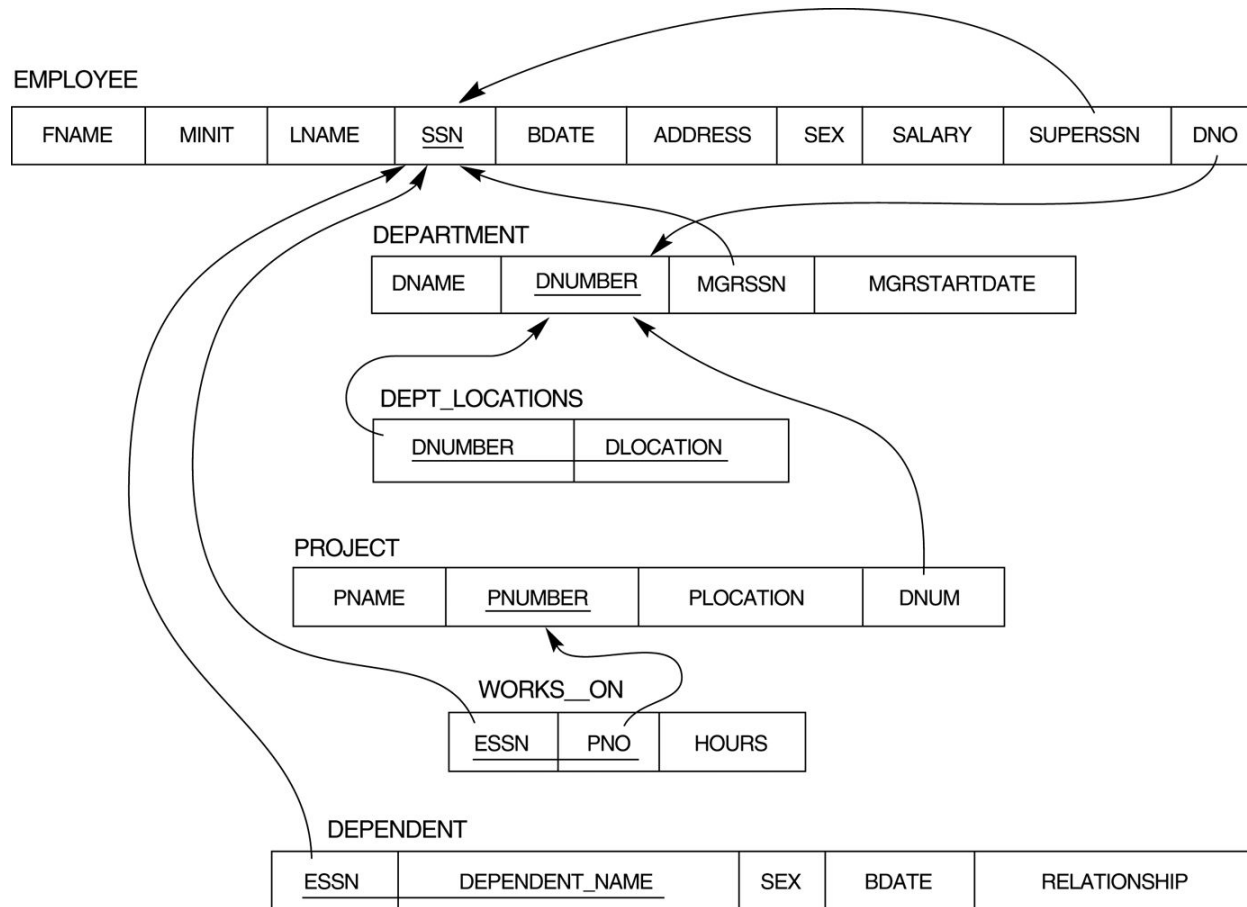 EMPLOYEE
FNAME MINIT LNAME SSN BDATE ADDRESS SEX SALARY SUPERSSN DNO
DEPARTMENT
DNAME DNUMBER MGRSSN MGRSTARTDATE
DEPT_LOCATIONS
DNUMBER DLOCATION
PROJECT
PNAME PNUMBER PLOCATION DNUM
WORKS__ON
ESSN PNO HOURS
DEPENDENT
ESSN DEPENDENT_NAME SEX BDATE RELATIONSHIP